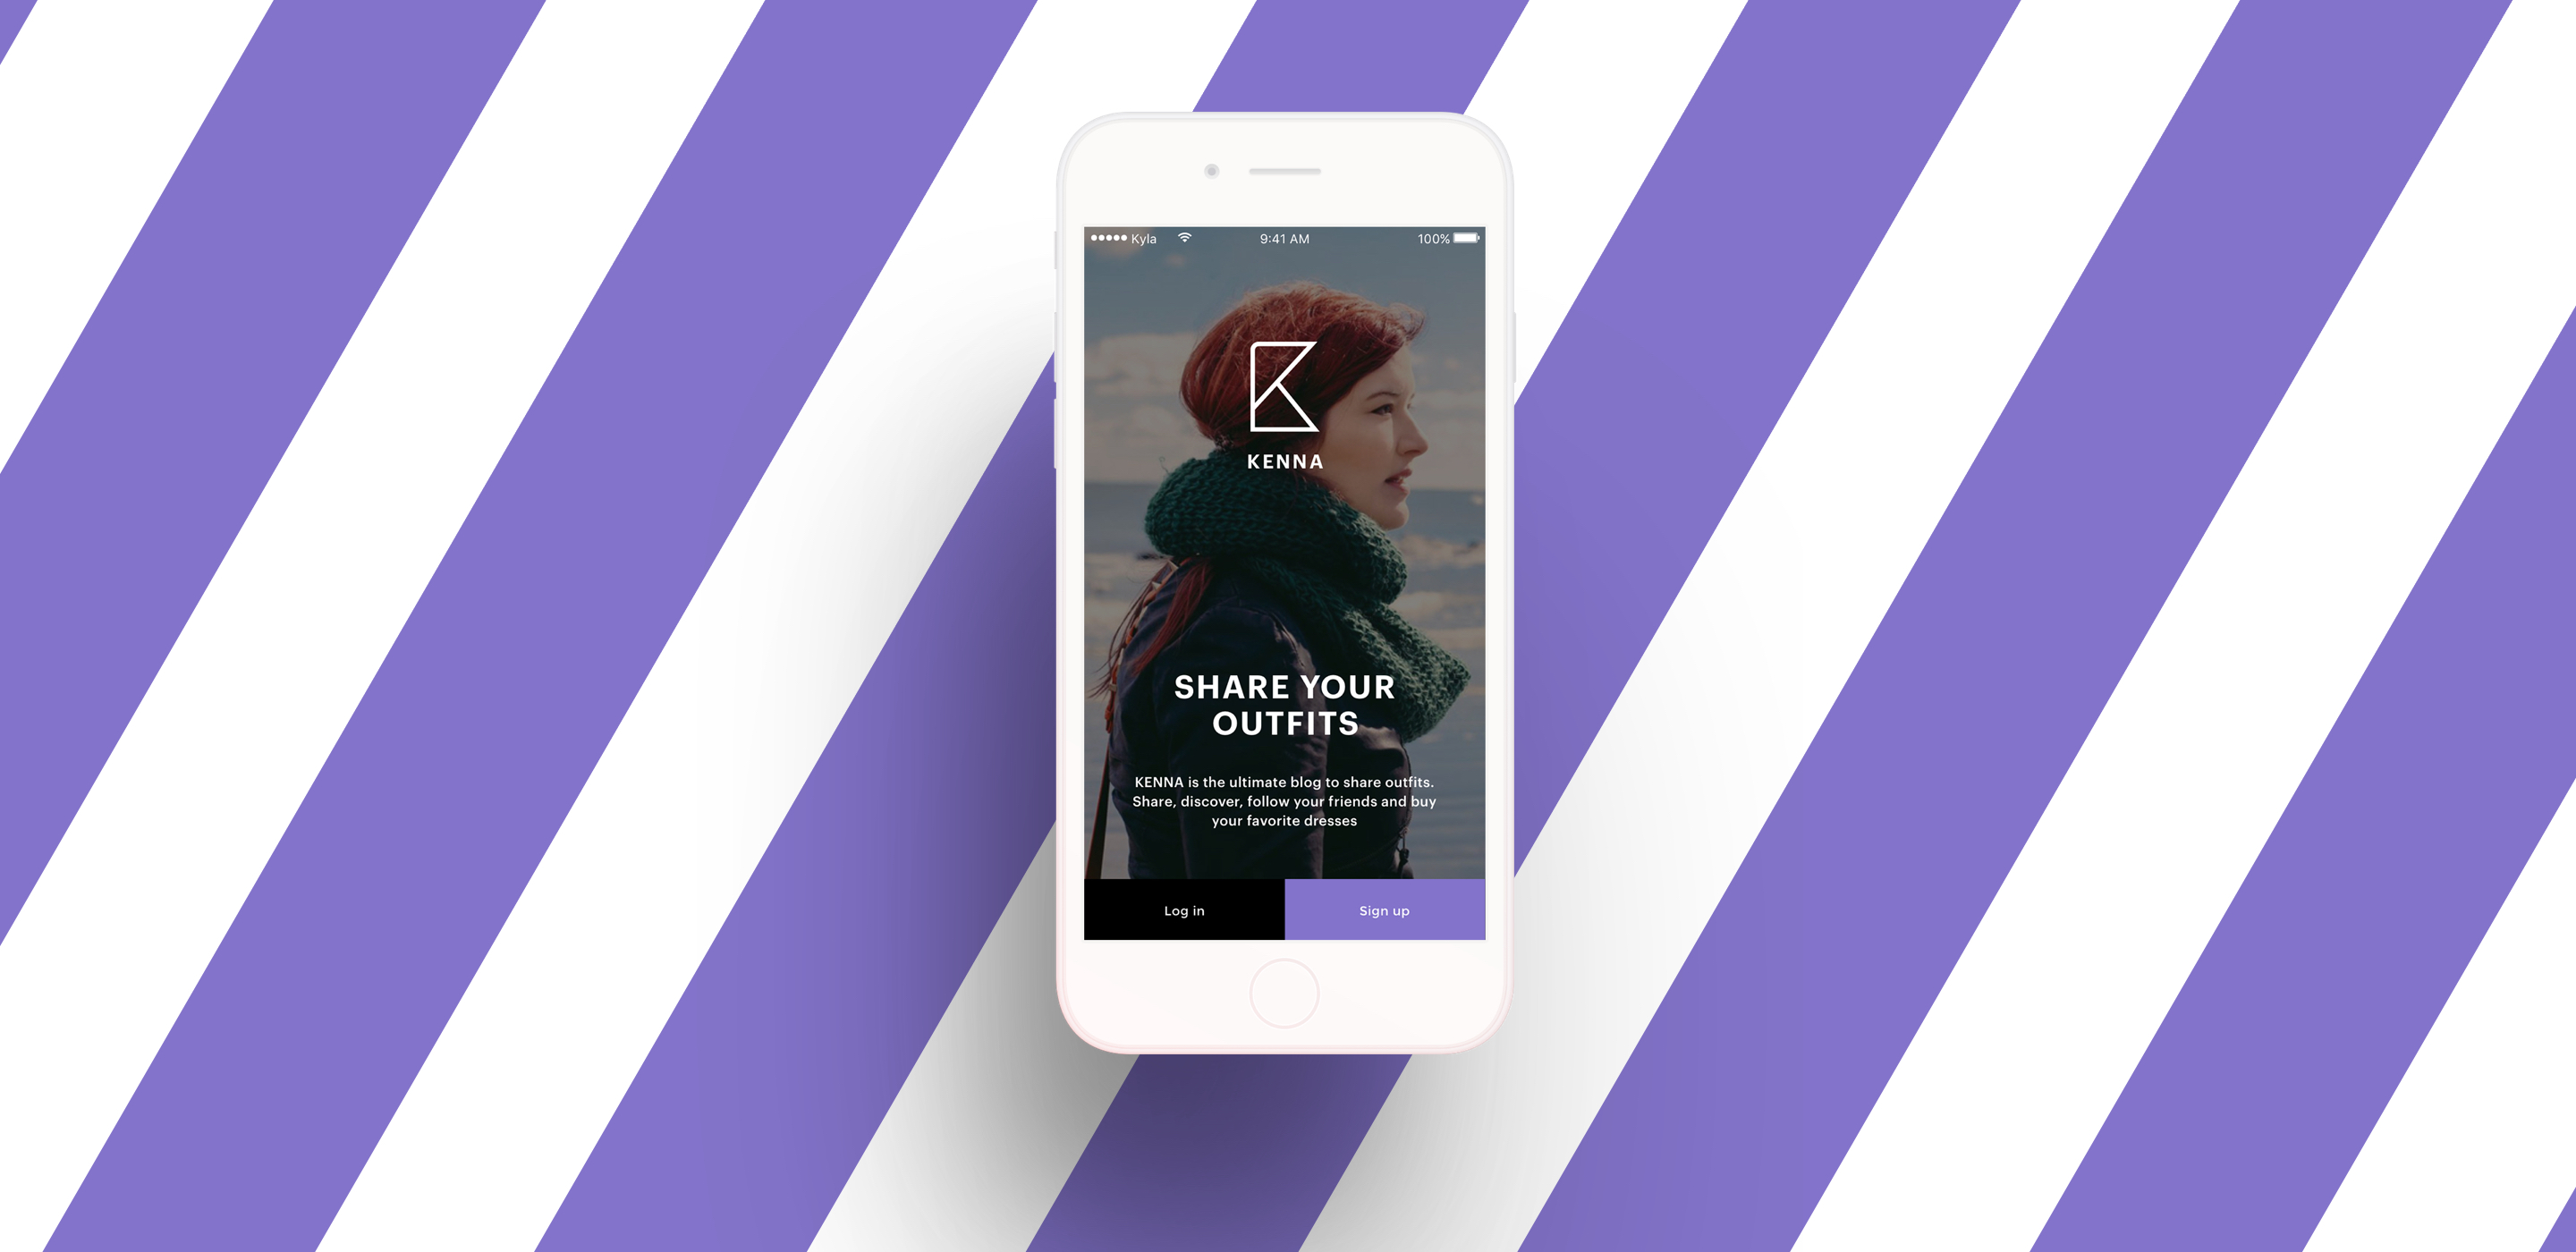 Kyla 9:41 AM 100%
KENNA
SHARE YOUR
OUTFITS
KENNA is the ultimate blog to share outfits.
Share, discover, follow your friends and buy
your favorite dresses
Log in Sign up